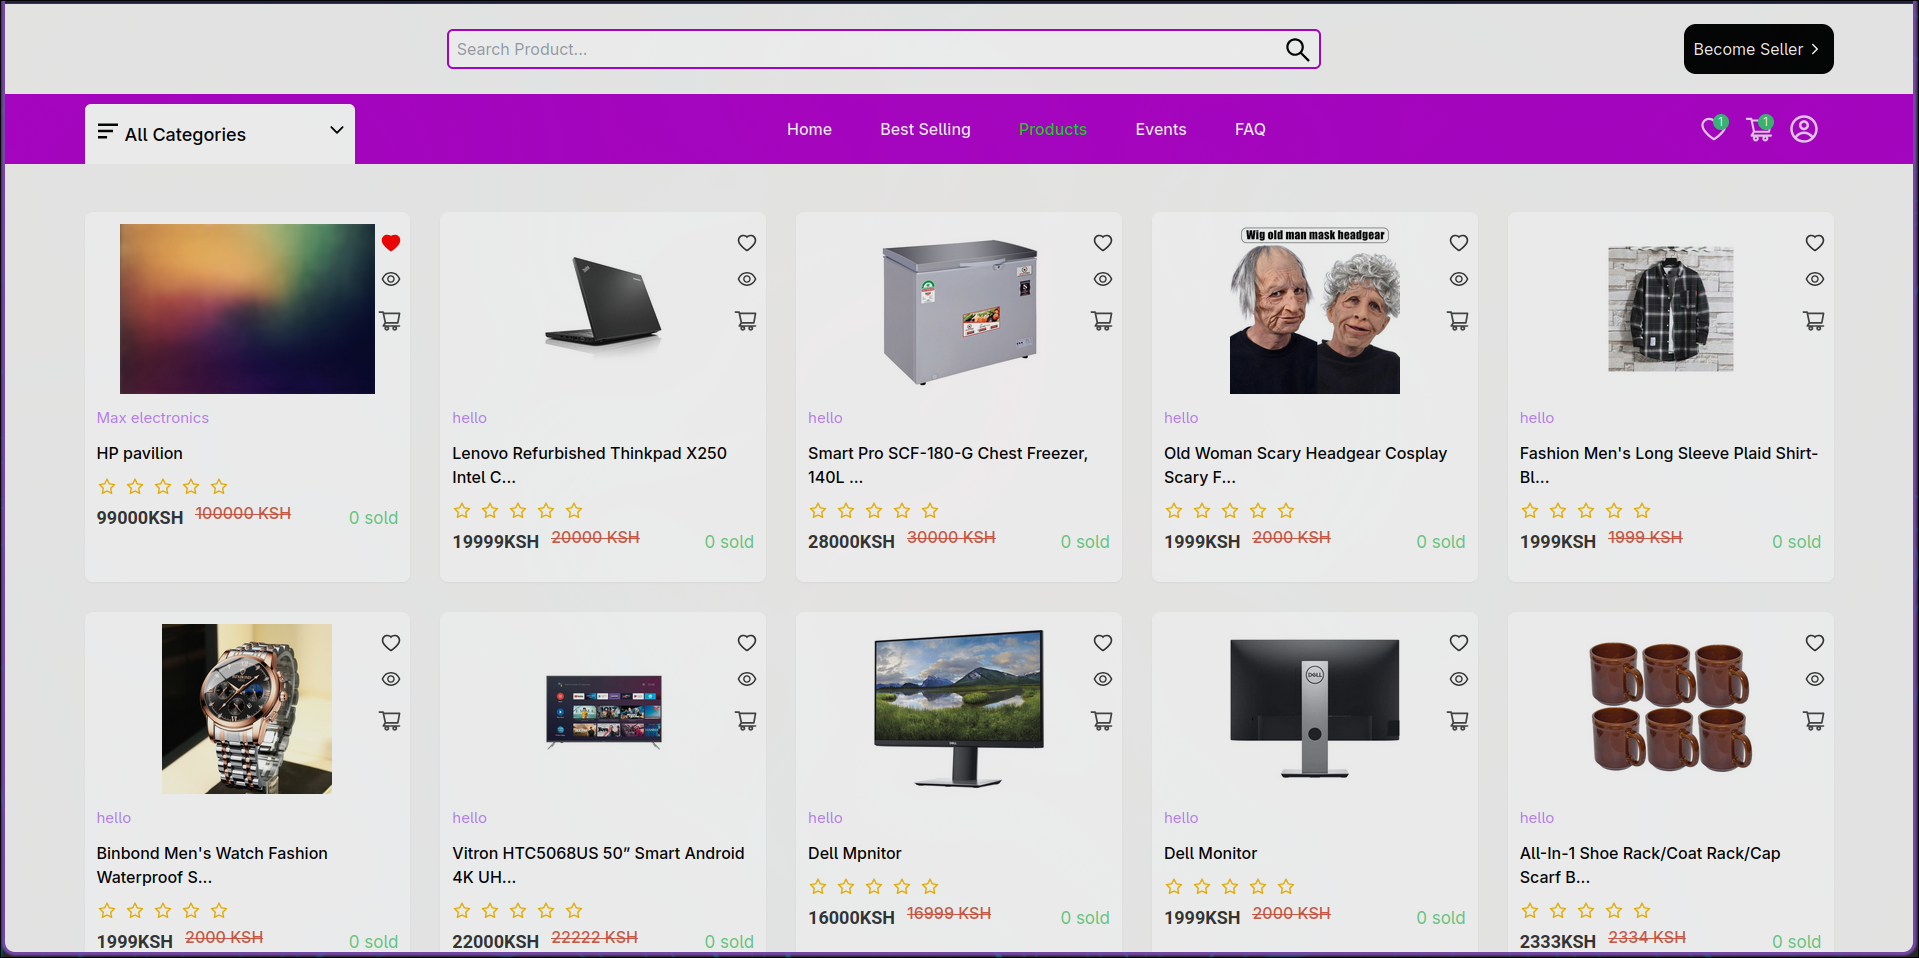 Search Product...
Become Seller
All Categories
Home
Best Selling
Products
Events
FAQ
1
1
Wig old man mask headgear
Max electronics
HP pavilion
99000KSH
100000 KSH
0 sold
hello
Lenovo Refurbished Thinkpad X250
Intel C...
19999KSH
20000 KSH
0 sold
hello
Smart Pro SCF-180-G Chest Freezer,
140L ...
28000KSH
30000 KSH
0 sold
hello
Old Woman Scary Headgear Cosplay
Scary F...
1999KSH
2000 KSH
0 sold
hello
Fashion Men's Long Sleeve Plaid Shirt-
Bl...
1999KSH
1999 KSH
0 sold
hello
Binbond Men's Watch Fashion
Waterproof S...
1999KSH
2000 KSH
0 sold
hello
Vitron HTC5068US 50” Smart Android
4K UH...
22000KSH
22222 KSH
0 sold
hello
Dell Mpnitor
16000KSH
16999 KSH
0 sold
DELL
hello
Dell Monitor
1999KSH
2000 KSH
0 sold
hello
All-In-1 Shoe Rack/Coat Rack/Cap
Scarf B...
2333KSH
2334 KSH
0 sold